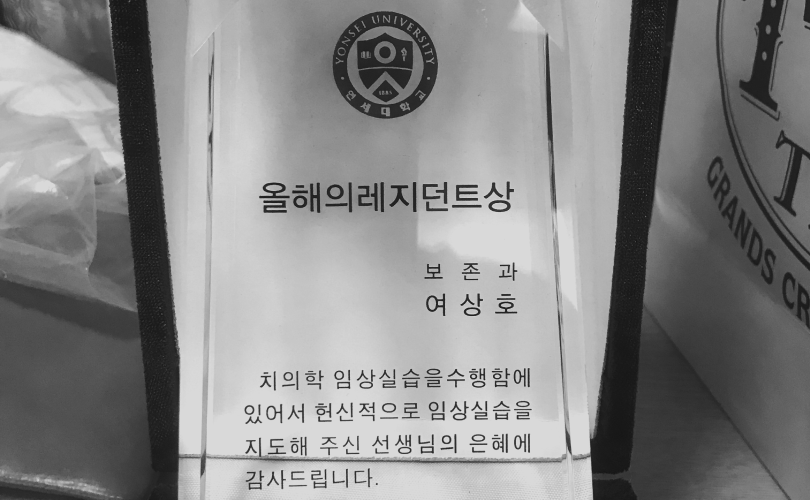 YONSEI UNIVERSITY
1885
연세대학교
올해의레지던트상
보 존 과
여 상 호
치의학 임상실습을수행함에
있어서 헌신적으로 임상실습을
지도해 주신 선생님의 은혜에
감사드립니다.
GRANDS CR